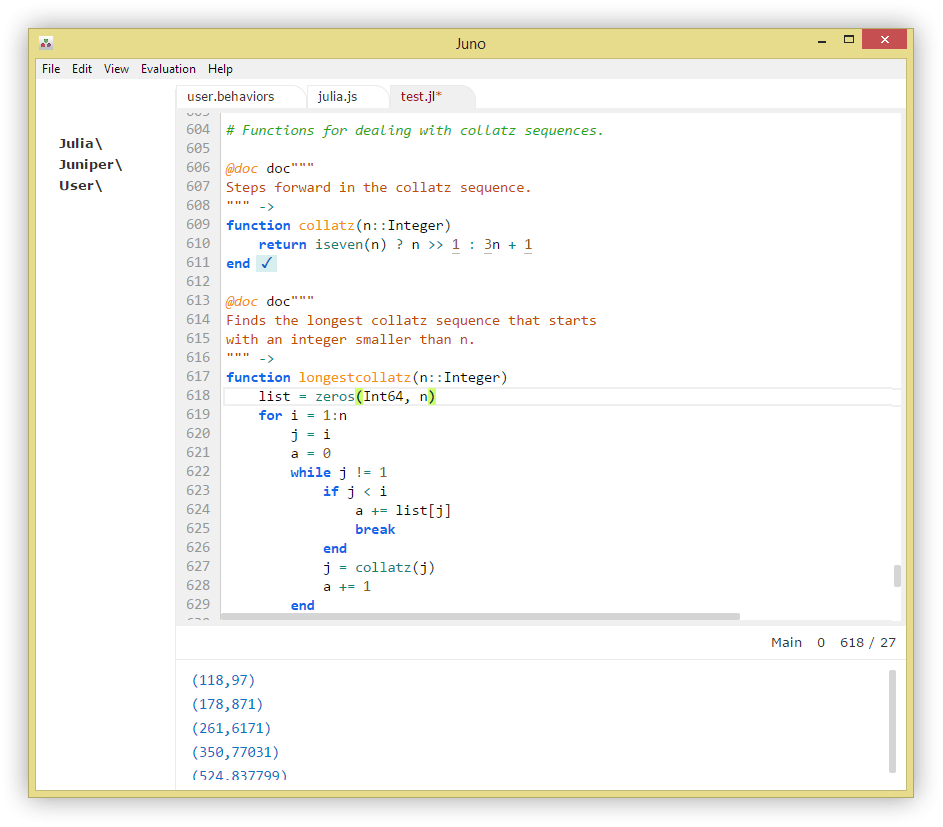 Juno
File Edit View Evaluation Help
user.behaviors julia.js test.jl*
Julia\
Juniper\
User\
604 # Functions for dealing with collatz sequences.
605
606 @doc doc"""
607 Steps forward in the collatz sequence.
608 """ ->
609 function collatz(n::Integer)
610     return iseven(n) ? n >> 1 : 3n + 1
611 end ✓
612
613 @doc doc"""
614 Finds the longest collatz sequence that starts
615 with an integer smaller than n.
616 """ ->
617 function longestcollatz(n::Integer)
618     list = zeros(Int64, n)
619     for i = 1:n
620         j = i
621         a = 0
622         while j != 1
623             if j < i
624                 a += list[j]
625                 break
626             end
627             j = collatz(j)
628             a += 1
629         end
Main 0 618 / 27
(118,97)
(178,871)
(261,6171)
(350,77031)
(524,837799)